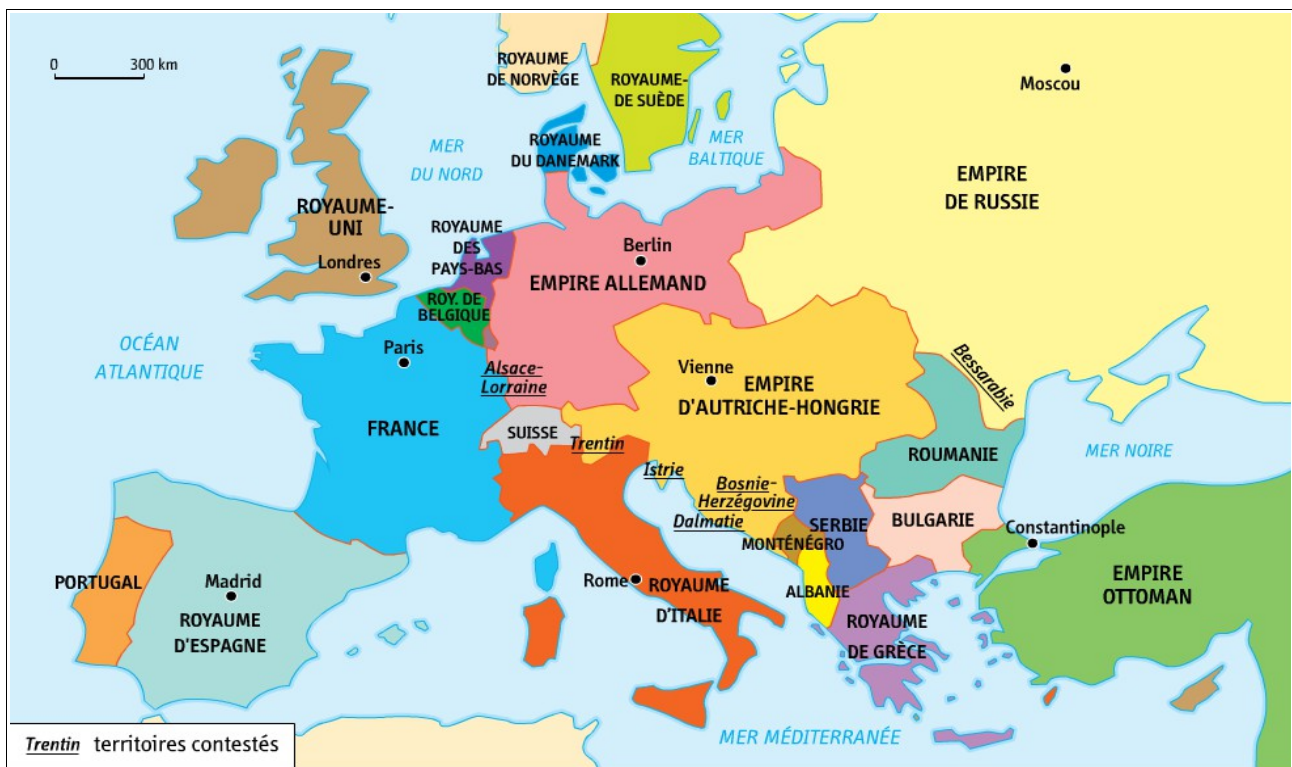 0 300 km
ROYAUME
DE NORVÈGE
ROYAUME-
DE SUÈDE
Moscou
MER
DU NORD
ROYAUME
DU DANEMARK
MER
BALTIQUE
EMPIRE
DE RUSSIE
ROYAUME-
UNI
Londres
ROYAUME
DES
PAYS-BAS
Berlin
EMPIRE ALLEMAND
ROY. DE
BELGIQUE
OCÉAN
ATLANTIQUE
Paris
Alsace-
Lorraine
Vienne
EMPIRE
D'AUTRICHE-HONGRIE
Bessarabie
FRANCE
SUISSE
Trentin
Istrie
ROUMANIE
MER NOIRE
Bosnie-
Herzégovine
Dalmatie
SERBIE
BULGARIE
MONTÉNÉGRO
Constantinople
PORTUGAL
Madrid
ROYAUME
D'ESPAGNE
Rome
ROYAUME
D'ITALIE
ALBANIE
EMPIRE
OTTOMAN
ROYAUME
DE GRÈCE
MER MÉDITERRANÉE
Trentin territoires contestés